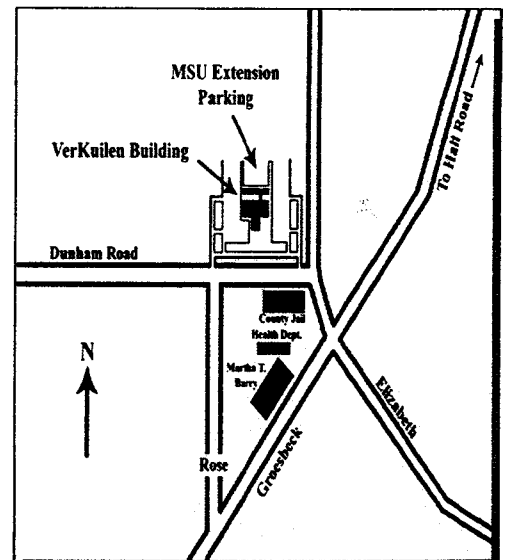 MSU Extension
Parking
VerKuilen Building
To Hall Road
Dunham Road
County Jail
Health Dept.
Martha T.
Barry
N
Elizabeth
Rose
Groesbeck